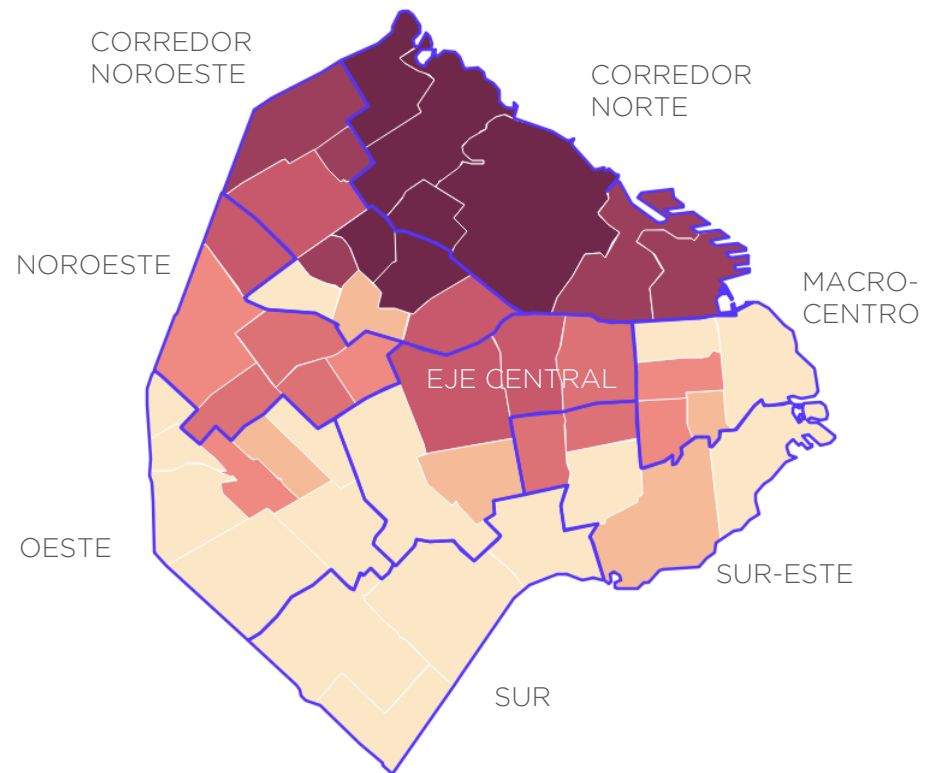 CORREDOR
NOROESTE
CORREDOR
NORTE
NOROESTE
MACRO-
CENTRO
EJE CENTRAL
OESTE
SUR-ESTE
SUR